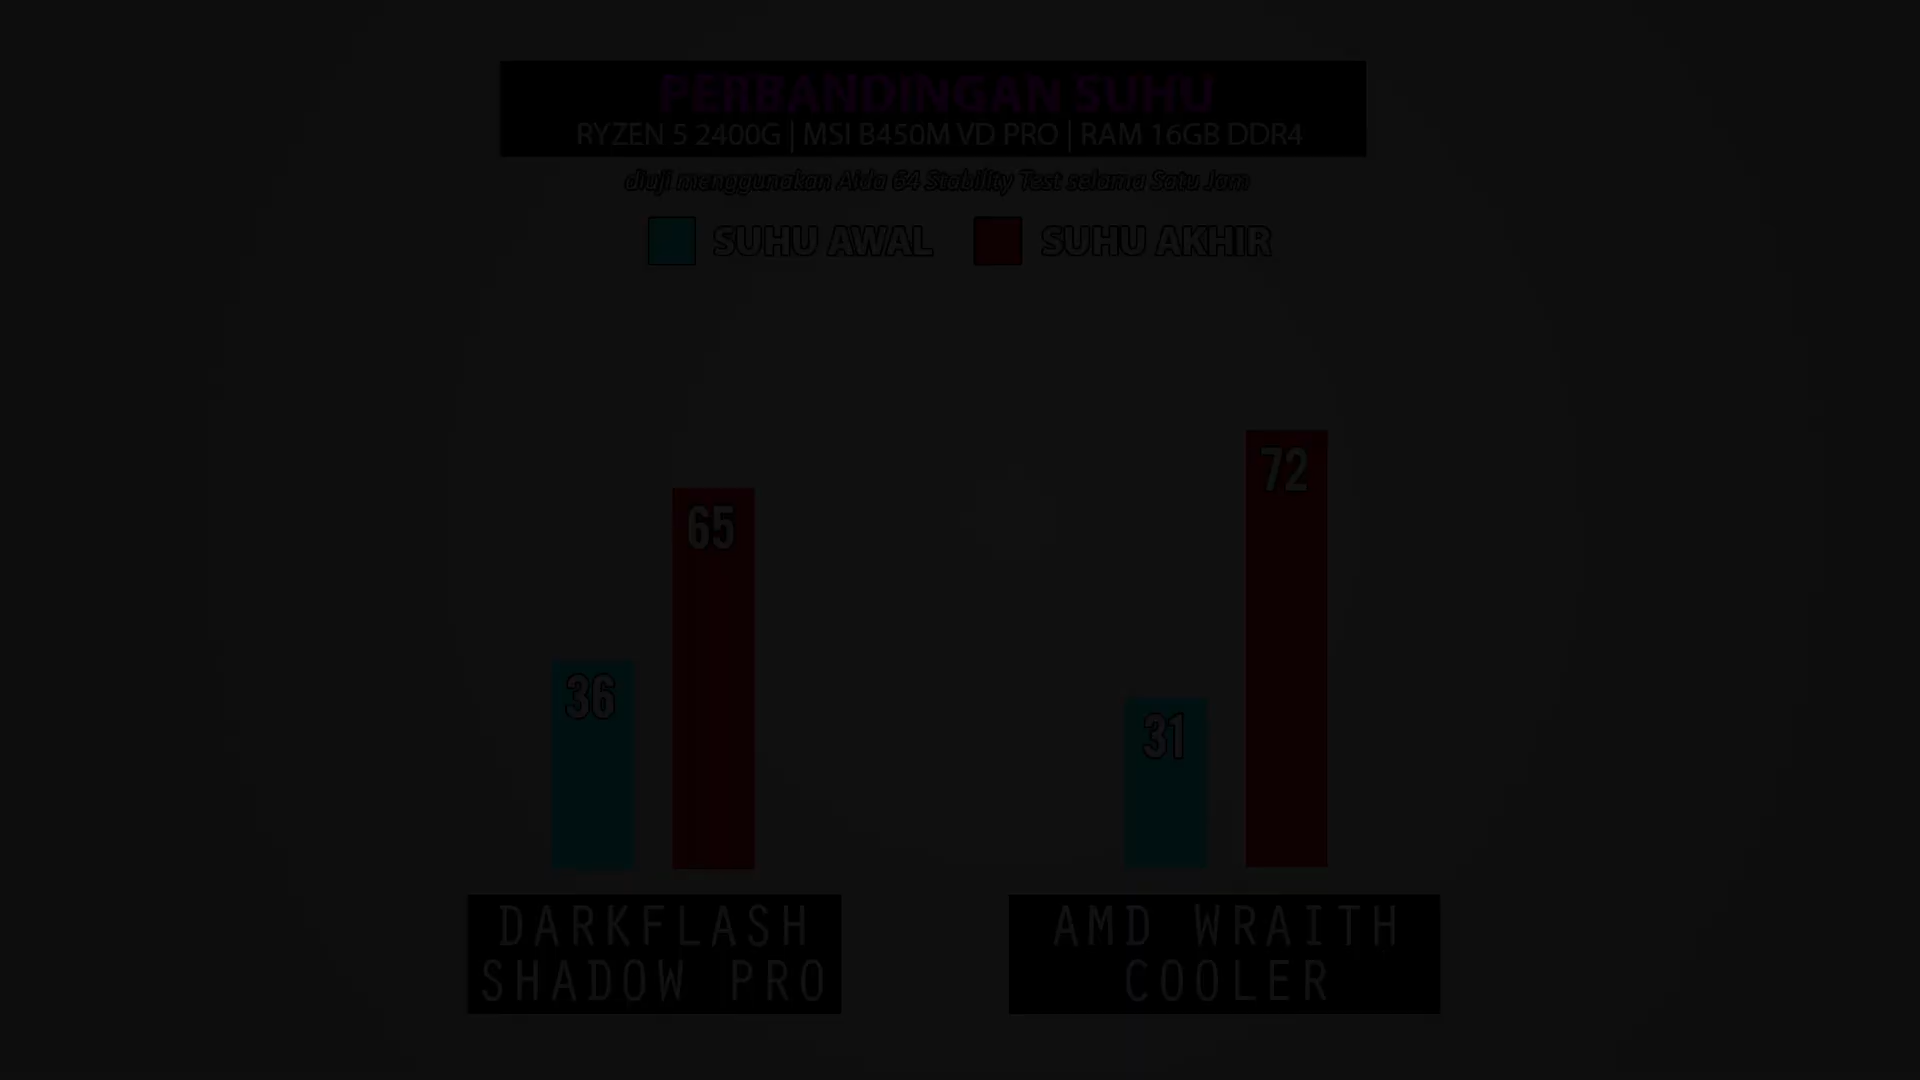 PERBANDINGAN SUHU
RYZEN 5 2400G | MSI B450M VD PRO | RAM 16GB DDR4
diuji menggunakan Aida 64 Stability Test selama Satu Jam
SUHU AWAL SUHU AKHIR
72
65
36
31
DARKFLASH
SHADOW PRO
AMD WRAITH
COOLER